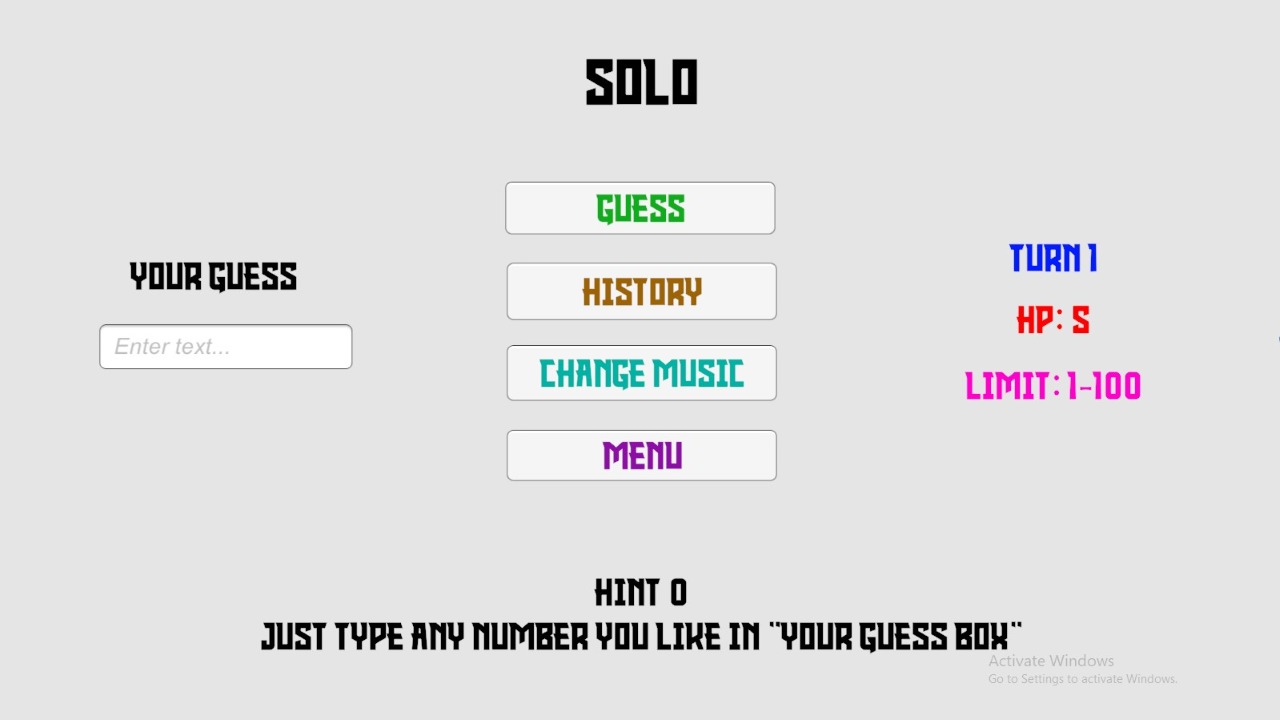 SOLO
GUESS
HISTORY
CHANGE MUSIC
MENU
YOUR GUESS
Enter text...
TURN 1
HP: 5
LIMIT: 1-100
HINT 0
JUST TYPE ANY NUMBER YOU LIKE IN "YOUR GUESS BOX"
Activate Windows
Go to Settings to activate Windows.